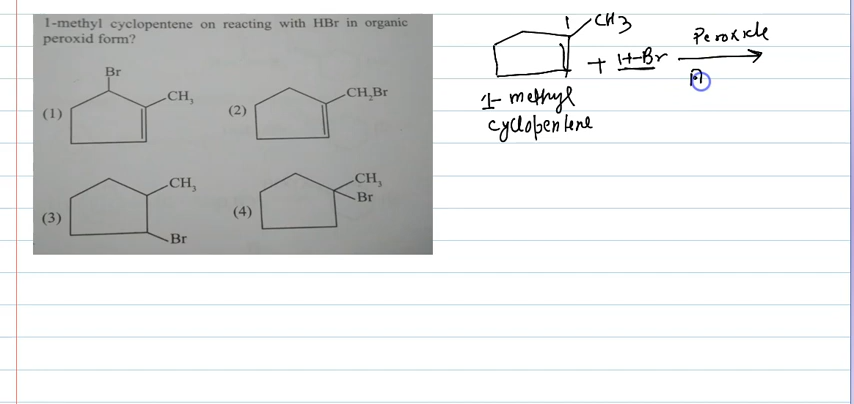 1-methyl cyclopentene on reacting with HBr in organic
peroxid form?
Br
(1) CH3
(2) CH2Br
(3) CH3
Br
(4) CH3
Br
1 CH3
+ H-Br Peroxide
1- methyl
cyclopentene